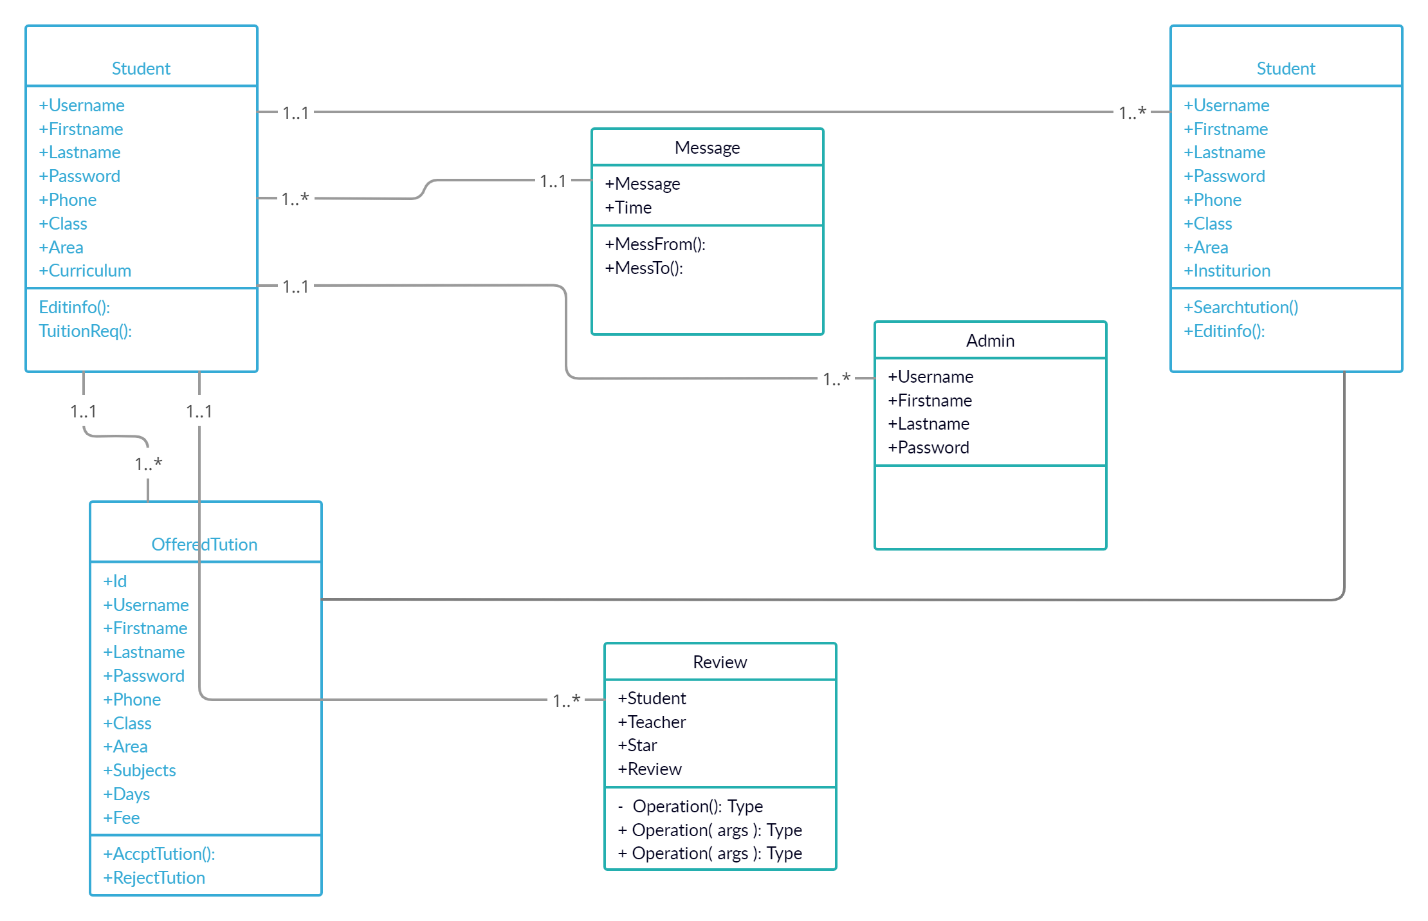 Student
+Username
+Firstname
+Lastname
+Password
+Phone
+Class
+Area
+Curriculum
Editinfo():
TuitionReq():
1..1
1..*
1..*
1..1
1..1
1..*
1..1
1..*
1..1
1..*
Message
+Message
+Time
+MessFrom():
+MessTo():
Student
+Username
+Firstname
+Lastname
+Password
+Phone
+Class
+Area
+Institurion
+Searchtution()
+Editinfo():
Admin
+Username
+Firstname
+Lastname
+Password
OfferedTution
+Id
+Username
+Firstname
+Lastname
+Password
+Phone
+Class
+Area
+Subjects
+Days
+Fee
+AccptTution():
+RejectTution
Review
+Student
+Teacher
+Star
+Review
- Operation(): Type
+ Operation( args ): Type
+ Operation( args ): Type